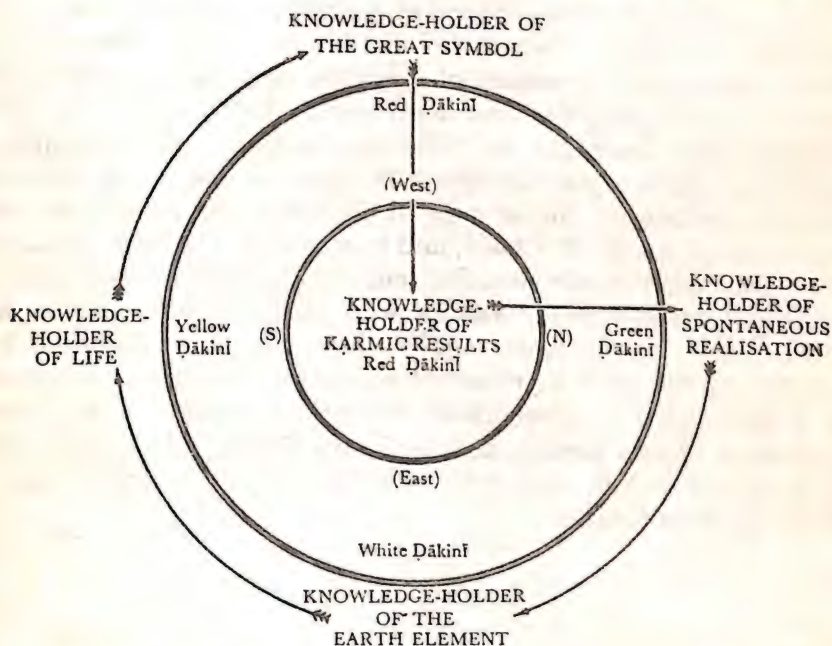 KNOWLEDGE-HOLDER OF
THE GREAT SYMBOL
Red Ḍākinī
(West)
KNOWLEDGE-
HOLDER
OF LIFE
Yellow
Ḍākinī
(S)
KNOWLEDGE-
HOLDER OF
KARMIC RESULTS
Red Ḍākinī
(N)
Green
Ḍākinī
KNOWLEDGE-
HOLDER OF
SPONTANEOUS
REALISATION
(East)
White Ḍākinī
KNOWLEDGE-HOLDER
OF THE
EARTH ELEMENT